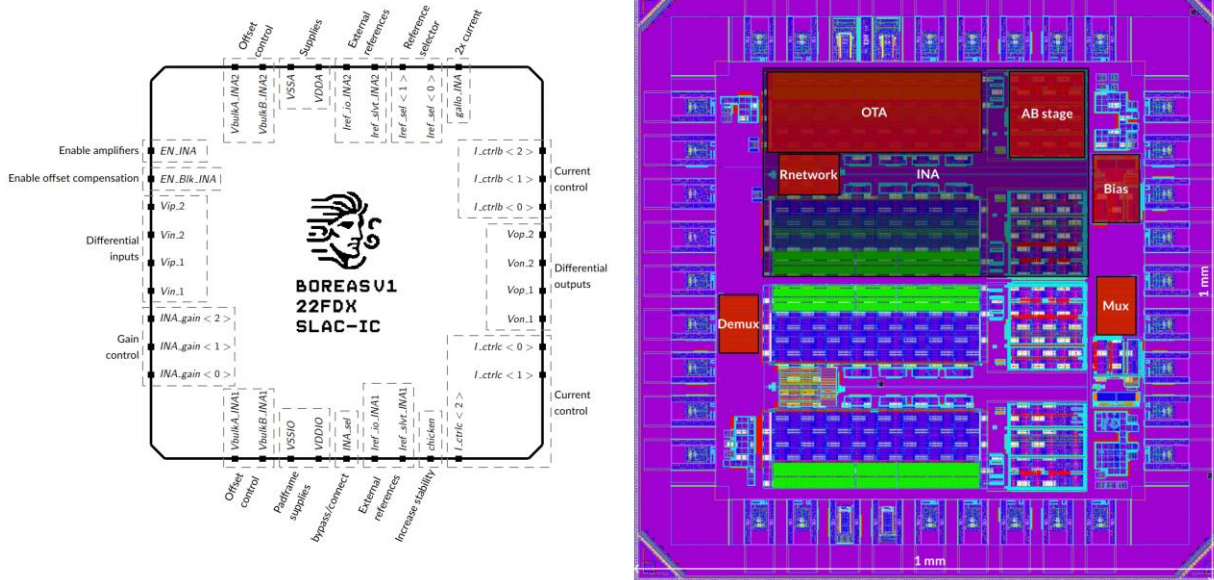 Offset
control
Supplies
External
references
Reference
selector
2x current
VbulkA_INA2
VbulkB_INA2
VSSA
VDDA
Iref_io_INA2
Iref_slvt_INA2
Iref_sel < 1 >
Iref_sel < 0 >
gallo_INA
Enable amplifiers
EN_INA
Enable offset compensation
EN_Blk_INA
Differential
inputs
Vip_2
Vin_2
Vip_1
Vin_1
Gain
control
INA_gain < 2 >
INA_gain < 1 >
INA_gain < 0 >
BOREAS V1
22FDX
SLAC-IC
I_ctrlb < 2 >
I_ctrlb < 1 >
I_ctrlb < 0 >
Current
control
Vop_2
Von_2
Vop_1
Von_1
Differential
outputs
I_ctrlc < 0 >
I_ctrlc < 1 >
I_ctrlc < 2 >
Current
control
VbulkA_INA1
VbulkB_INA1
VSSIO
VDDIO
INA_sel
Iref_io_INA1
Iref_slvt_INA1
chicken
Offset
control
Padframe
supplies
bypass/connect
External
references
Increase stability
OTA
AB stage
Rnetwork
INA
Bias
Demux
Mux
1 mm
1 mm